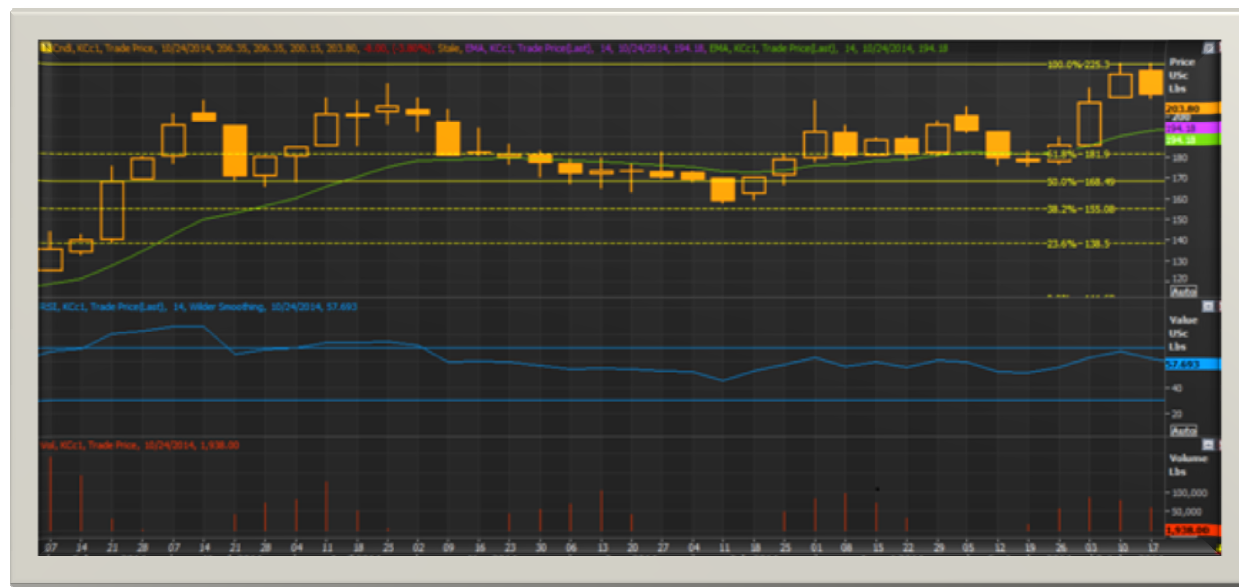 Cndl, KCc1, Trade Price, 10/24/2014, 206.35, 206.35, 200.15, 203.80, -8.00, (-3.80%), Stale, EMA, KCc1, Trade Price(Last), 14, 10/24/2014, 194.18, EMA, KCc1, Trade Price(Last), 14, 10/24/2014, 194.18
100.0% 225.3
Price
USc
Lbs
203.80
200
194.18
194.18
61.8% 181.9
180
170
50.0% 168.49
160
38.2% 155.08
150
23.6% 138.5
140
130
120
Auto
RSI, KCc1, Trade Price(Last), 14, Wilder Smoothing, 10/24/2014, 57.693
Value
USc
Lbs
57.693
40
20
Auto
Vol, KCc1, Trade Price, 10/24/2014, 1,938.00
Volume
Lbs
100,000
50,000
1,938.00
07 14 21 28 07 14 21 28 04 11 18 25 02 09 16 23 30 06 13 20 27 04 11 18 25 01 08 15 22 29 05 12 19 26 03 10 17